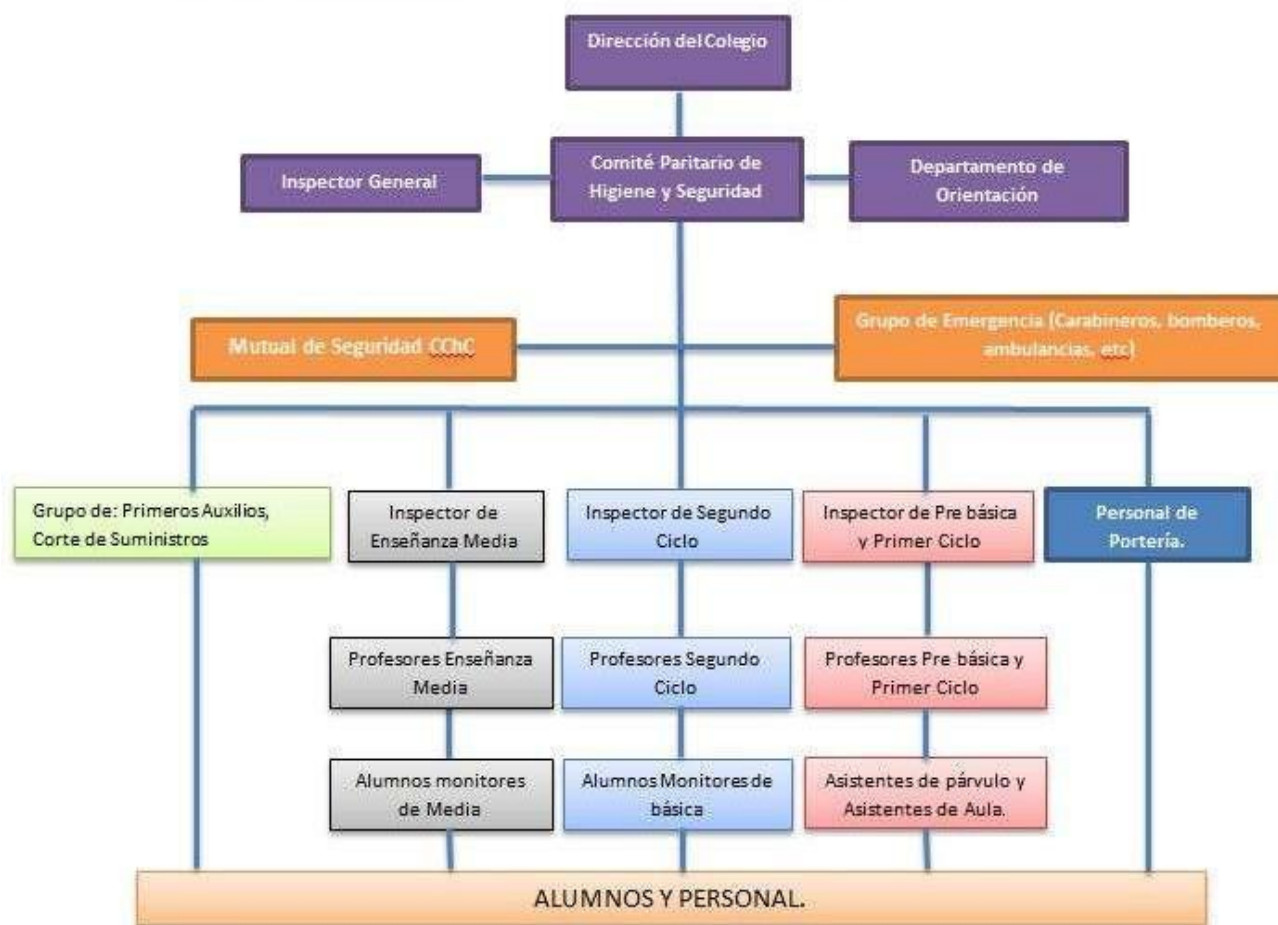 Dirección del Colegio
Inspector General
Comité Paritario de
Higiene y Seguridad
Departamento de
Orientación
Mutual de Seguridad CChC
Grupo de Emergencia (Carabineros, bomberos,
ambulancias, etc)
Grupo de: Primeros Auxilios,
Corte de Suministros
Inspector de
Enseñanza Media
Inspector de Segundo
Ciclo
Inspector de Pre básica
y Primer Ciclo
Personal de
Portería.
Profesores Enseñanza
Media
Profesores Segundo
Ciclo
Profesores Pre básica y
Primer Ciclo
Alumnos monitores
de Media
Alumnos Monitores de
básica
Asistentes de párvulo y
Asistentes de Aula.
ALUMNOS Y PERSONAL.